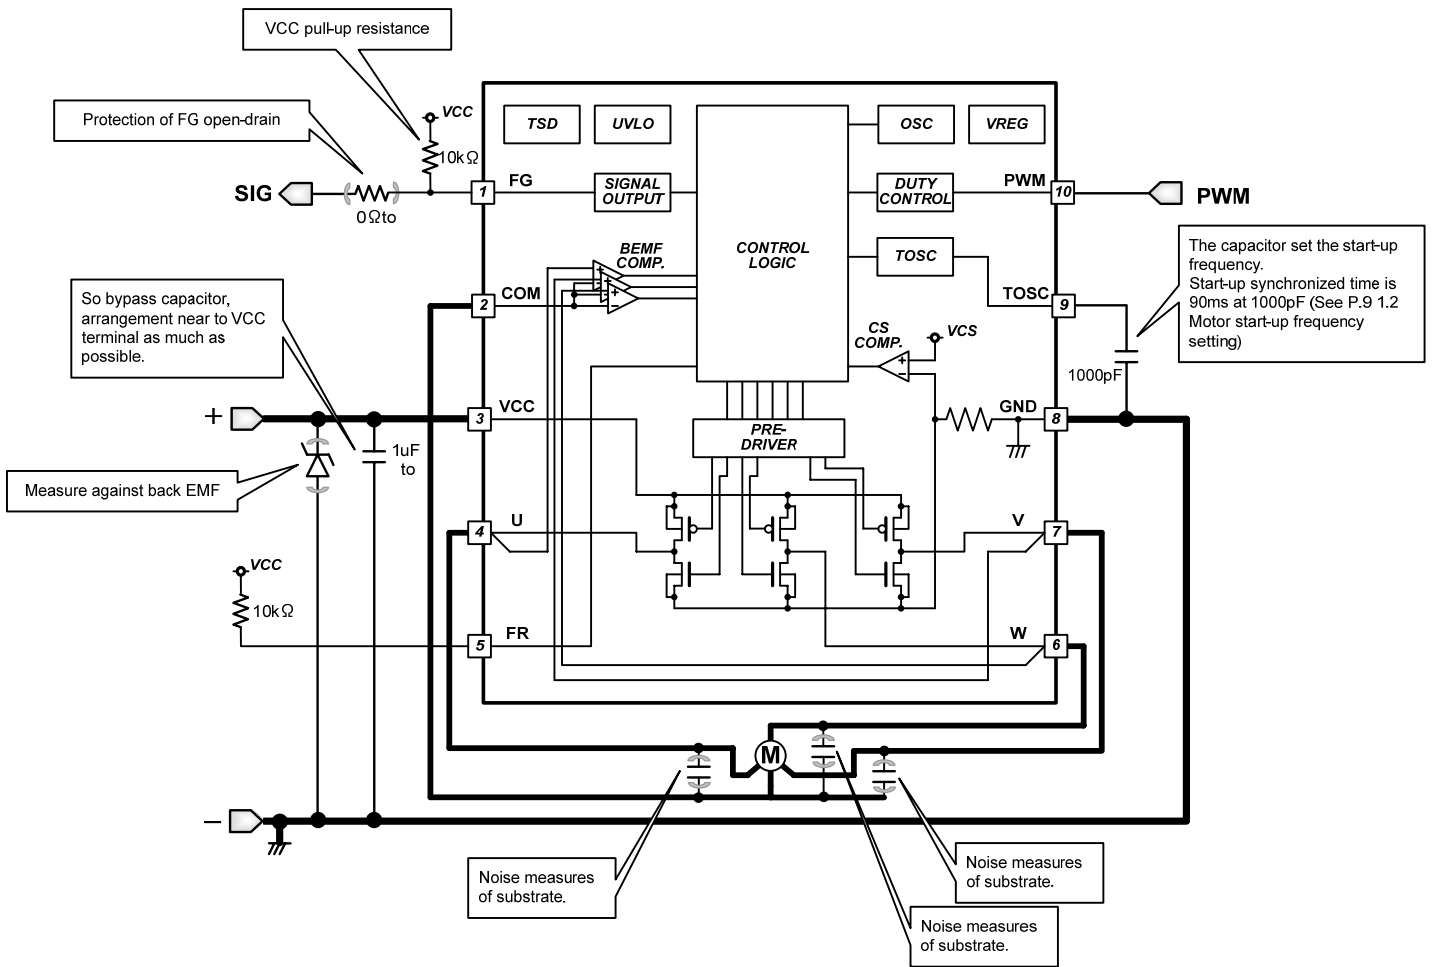 VCC pull-up resistance
Protection of FG open-drain
VCC
10kΩ
SIG
0Ωto
1
FG
TSD
UVLO
OSC
VREG
SIGNAL
OUTPUT
DUTY
CONTROL
PWM
10
PWM
CONTROL
LOGIC
BEMF
COMP.
TOSC
TOSC
9
The capacitor set the start-up
frequency.
Start-up synchronized time is
90ms at 1000pF (See P.9 1.2
Motor start-up frequency
setting)
1000pF
2
COM
So bypass capacitor,
arrangement near to VCC
terminal as much as
possible.
CS
COMP.
VCS
+
-
+
+
+
-
+
3
VCC
GND
8
PRE-
DRIVER
1uF
to
Measure against back EMF
4
U
V
7
VCC
10kΩ
5
FR
W
6
M
−
Noise measures
of substrate.
Noise measures
of substrate.
Noise measures
of substrate.